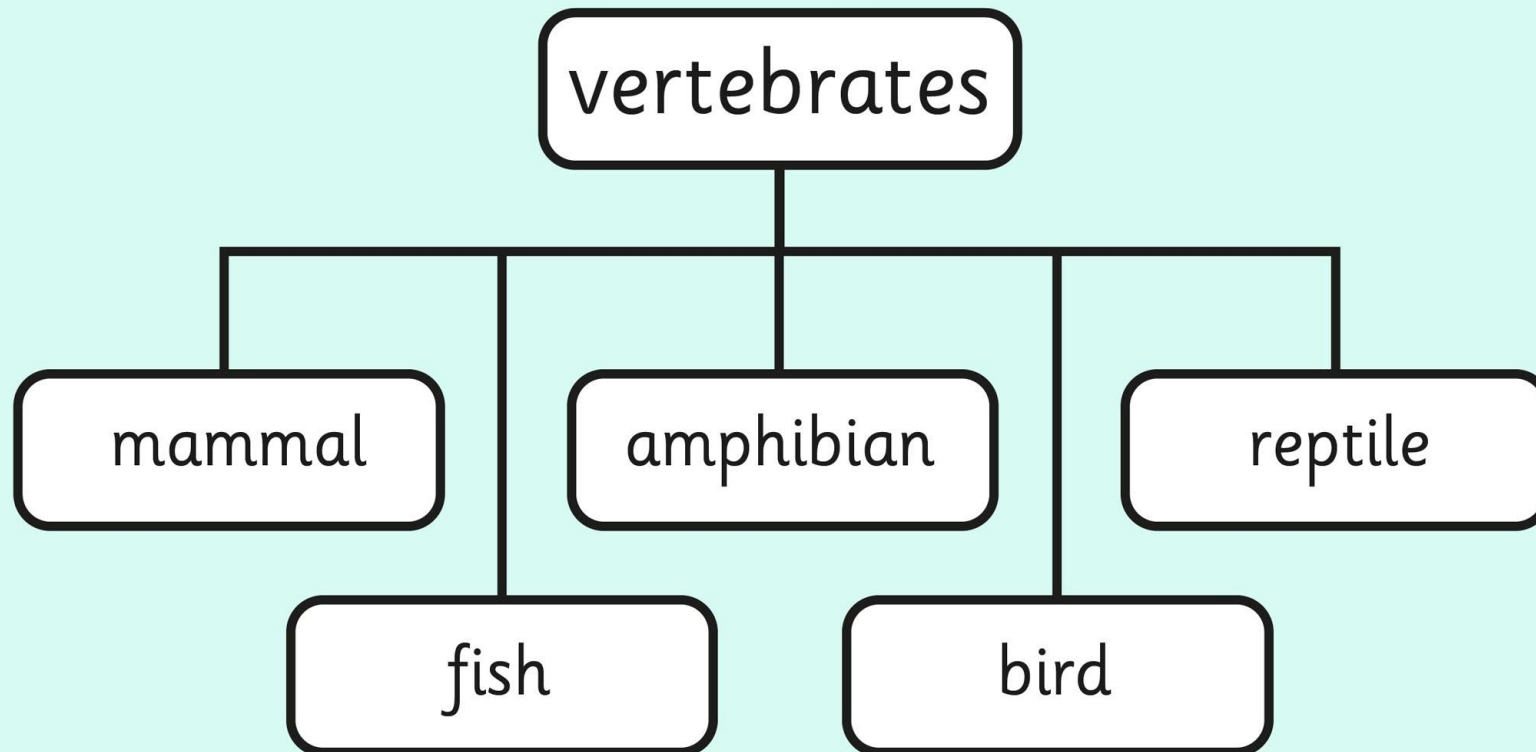 vertebrates
mammal
amphibian
reptile
fish
bird